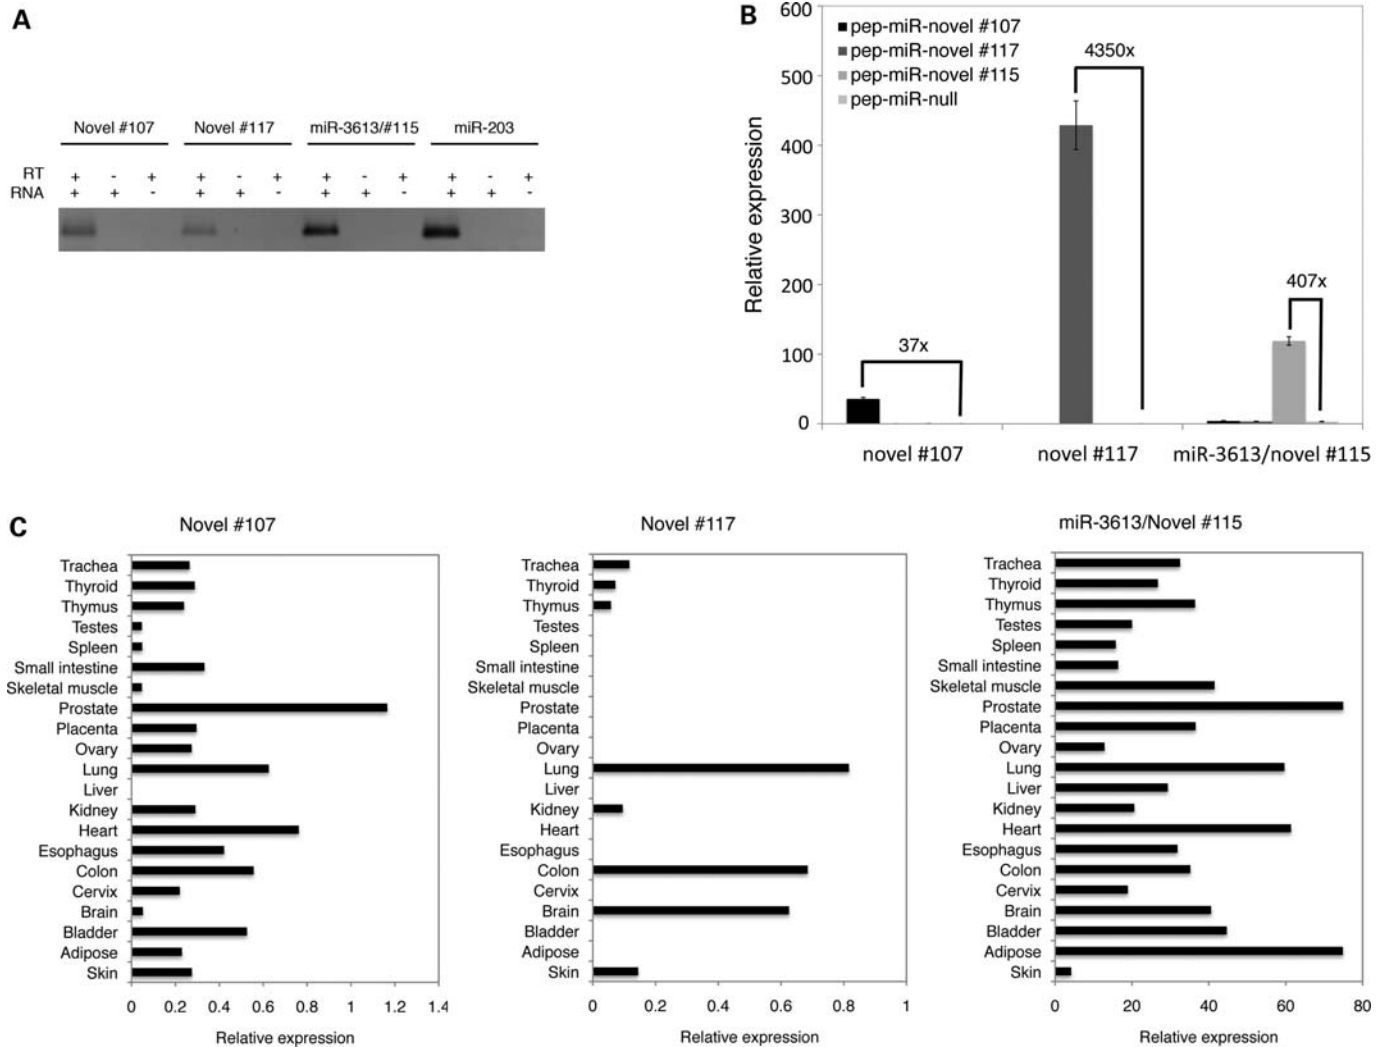 A
Novel #107 Novel #117 miR-3613/#115 miR-203
RT + - + + - + + - + + - +
RNA + + - + + - + + - + + -
B
600
500
400
300
200
100
0
Relative expression
pep-miR-novel #107
pep-miR-novel #117
pep-miR-novel #115
pep-miR-null
37x
4350x
407x
novel #107 novel #117 miR-3613/novel #115
C
Novel #107
Trachea
Thyroid
Thymus
Testes
Spleen
Small intestine
Skeletal muscle
Prostate
Placenta
Ovary
Lung
Liver
Kidney
Heart
Esophagus
Colon
Cervix
Brain
Bladder
Adipose
Skin
0 0.2 0.4 0.6 0.8 1 1.2 1.4
Relative expression
Novel #117
Trachea
Thyroid
Thymus
Testes
Spleen
Small intestine
Skeletal muscle
Prostate
Placenta
Ovary
Lung
Liver
Kidney
Heart
Esophagus
Colon
Cervix
Brain
Bladder
Adipose
Skin
0 0.2 0.4 0.6 0.8 1
Relative expression
miR-3613/Novel #115
Trachea
Thyroid
Thymus
Testes
Spleen
Small intestine
Skeletal muscle
Prostate
Placenta
Ovary
Lung
Liver
Kidney
Heart
Esophagus
Colon
Cervix
Brain
Bladder
Adipose
Skin
0 20 40 60 80
Relative expression